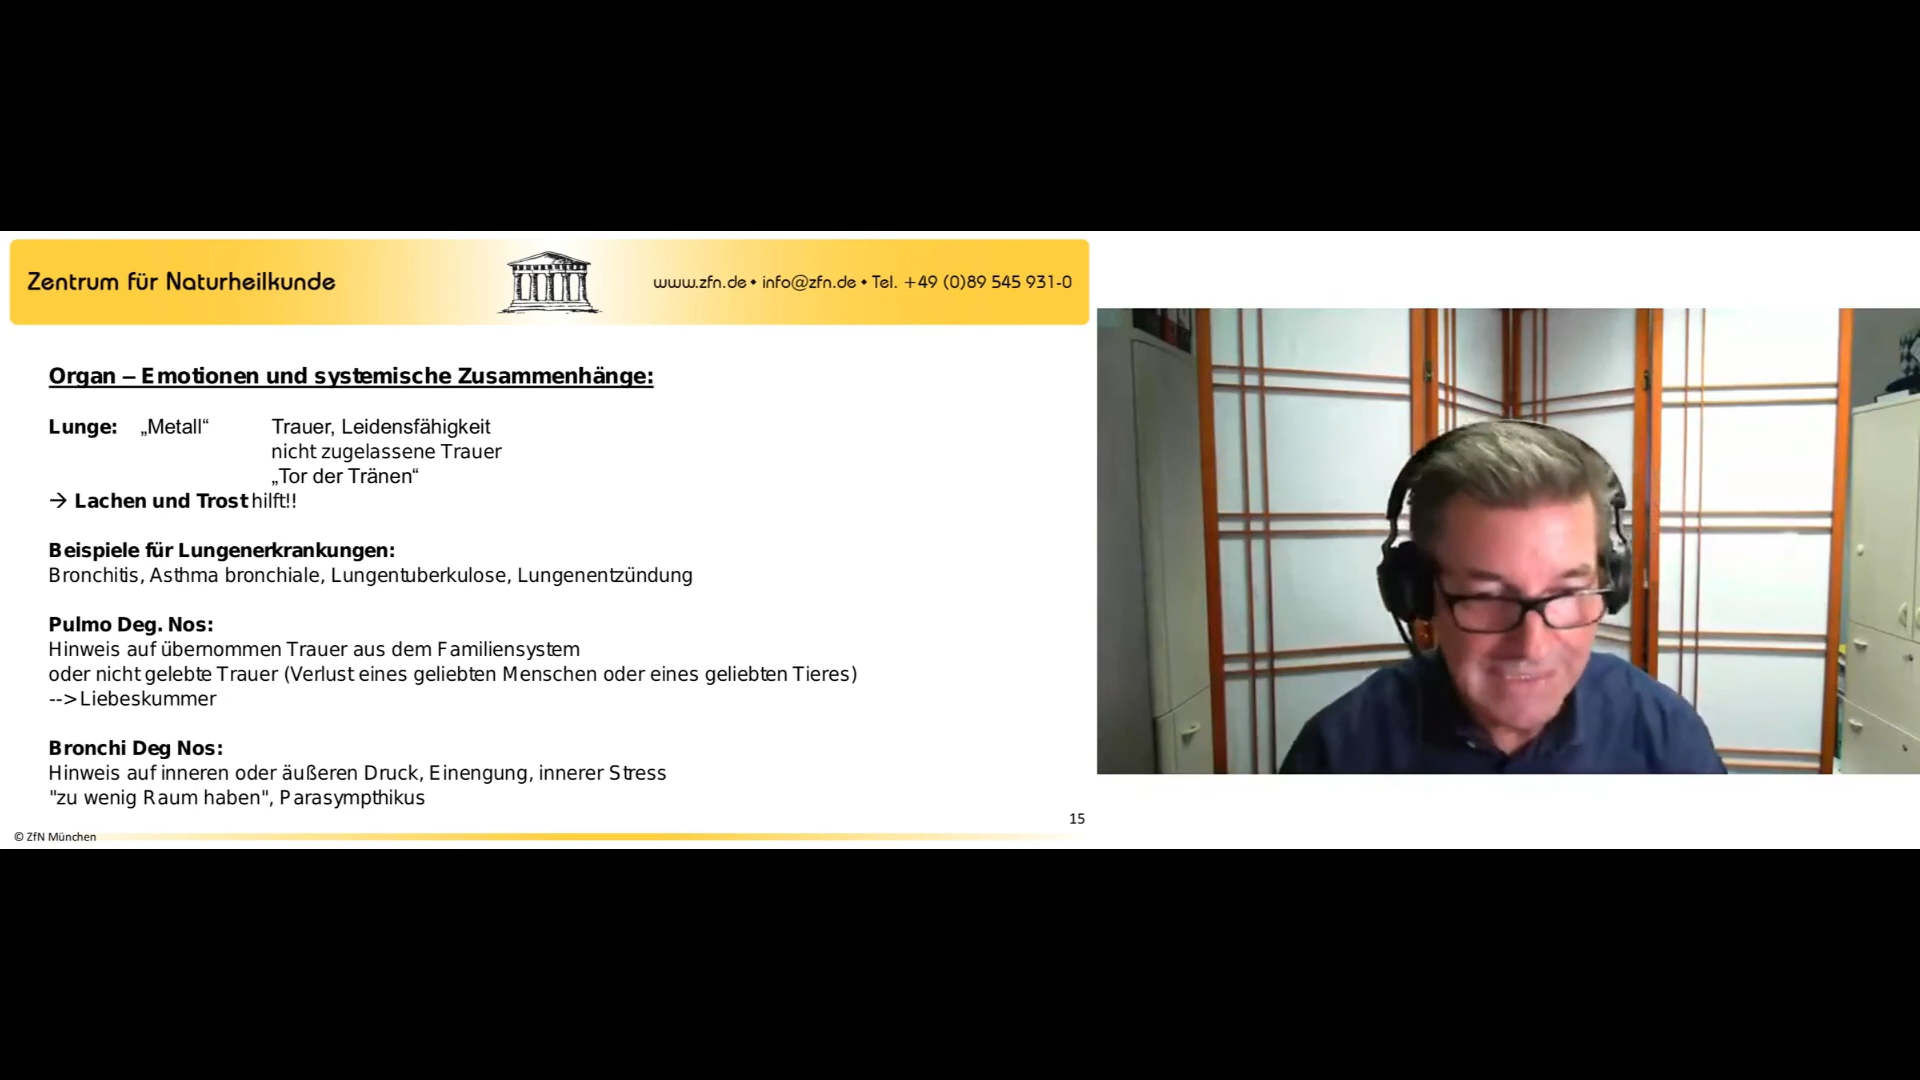 Zentrum für Naturheilkunde
www.zfn.de • info@zfn.de • Tel. +49 (0)89 545 931-0
Organ – Emotionen und systemische Zusammenhänge:
Lunge: „Metall“ Trauer, Leidensfähigkeit
nicht zugelassene Trauer
„Tor der Tränen“
→ Lachen und Trost hilft!!
Beispiele für Lungenerkrankungen:
Bronchitis, Asthma bronchiale, Lungentuberkulose, Lungenentzündung
Pulmo Deg. Nos:
Hinweis auf übernommen Trauer aus dem Familiensystem
oder nicht gelebte Trauer (Verlust eines geliebten Menschen oder eines geliebten Tieres)
--> Liebeskummer
Bronchi Deg Nos:
Hinweis auf inneren oder äußeren Druck, Einengung, innerer Stress
"zu wenig Raum haben", Parasympthikus
15
© ZfN München